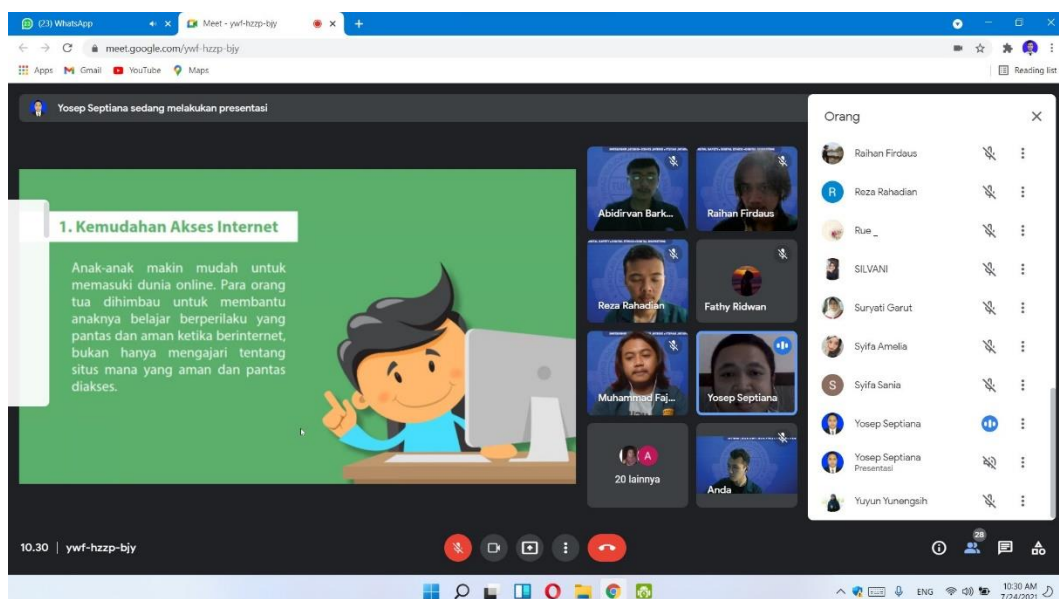 (23) WhatsApp
Meet - ywf-hzzp-bjy
meet.google.com/ywf-hzzp-bjy
Apps
Gmail
YouTube
Maps
Reading list
Yosep Septiana sedang melakukan presentasi
1. Kemudahan Akses Internet
Anak-anak makin mudah untuk
memasuki dunia online. Para orang
tua dihimbau untuk membantu
anaknya belajar berperilaku yang
pantas dan aman ketika berinternet,
bukan hanya mengajari tentang
situs mana yang aman dan pantas
diakses.
Abidirvan Bark...
Raihan Firdaus
Reza Rahadian
Fathy Ridwan
Muhammad Faj...
Yosep Septiana
A
20 lainnya
Anda
Orang
Raihan Firdaus
R
Reza Rahadian
Rue _
SILVANI
Suryati Garut
Syifa Amelia
S
Syifa Sania
Yosep Septiana
Yosep Septiana
Presentasi
Yuyun Yunengsih
10.30 | ywf-hzzp-bjy
28
ENG
10:30 AM
7/24/2021